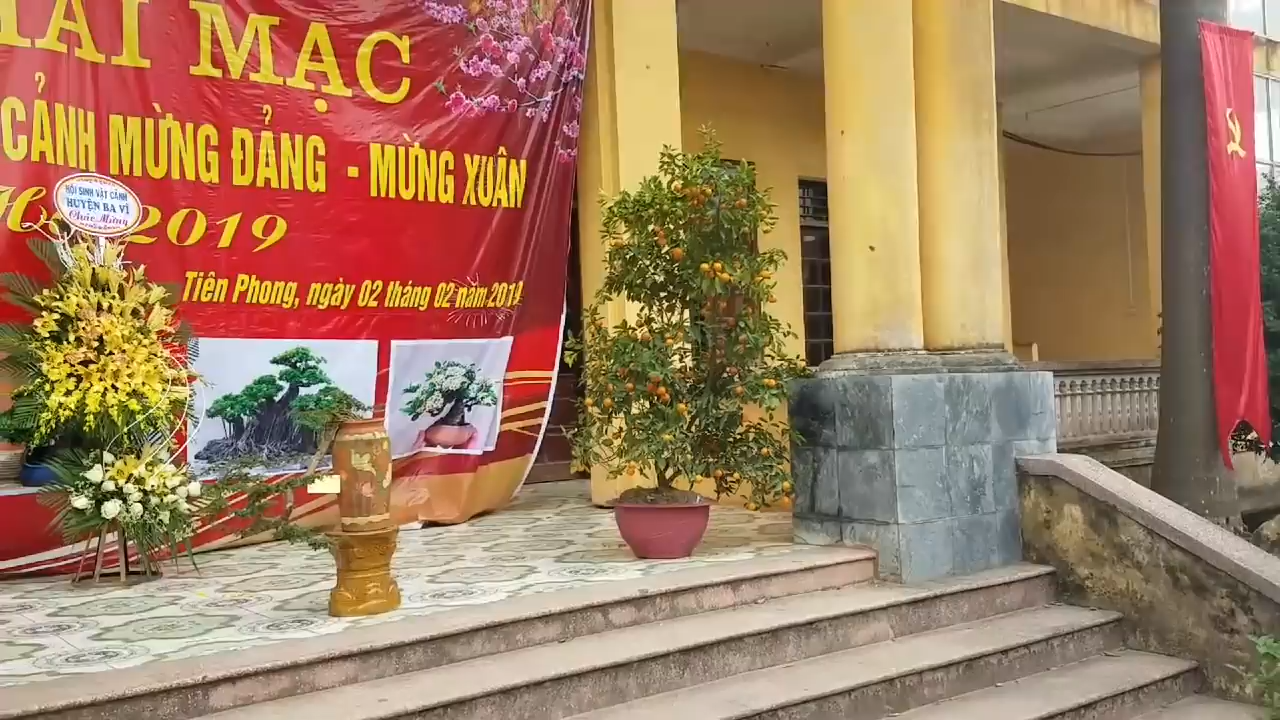 MẠC
CẢNH MỪNG ĐẢNG - MỪNG XUÂN
2019
Tiên Phong, ngày 02 tháng 02 năm 2019
HỘI SINH VẬT CẢNH
HUYỆN BA VÌ
Chúc Mừng